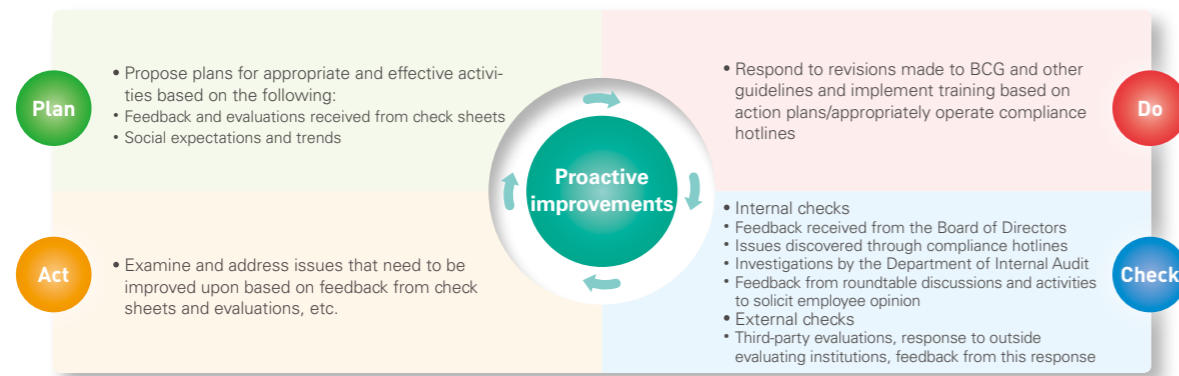 Plan
• Propose plans for appropriate and effective activi-
ties based on the following:
• Feedback and evaluations received from check sheets
• Social expectations and trends
• Respond to revisions made to BCG and other
guidelines and implement training based on
action plans/appropriately operate compliance
hotlines
Do
Proactive
improvements
Act
• Examine and address issues that need to be
improved upon based on feedback from check
sheets and evaluations, etc.
• Internal checks
• Feedback received from the Board of Directors
• Issues discovered through compliance hotlines
• Investigations by the Department of Internal Audit
• Feedback from roundtable discussions and activities
to solicit employee opinion
• External checks
• Third-party evaluations, response to outside
evaluating institutions, feedback from this response
Check